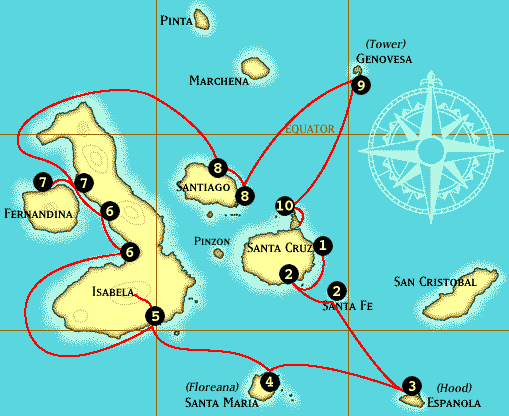 PINTA
(Tower)
GENOVESA
MARCHENA
9
EQUATOR
8
7
7
SANTIAGO
8
FERNANDINA
6
10
PINZON
SANTA CRUZ
1
6
2
SAN CRISTOBAL
ISABELA
2
SANTA FE
5
4
3
(Floreana)
(Hood)
SANTA MARIA
ESPANOLA